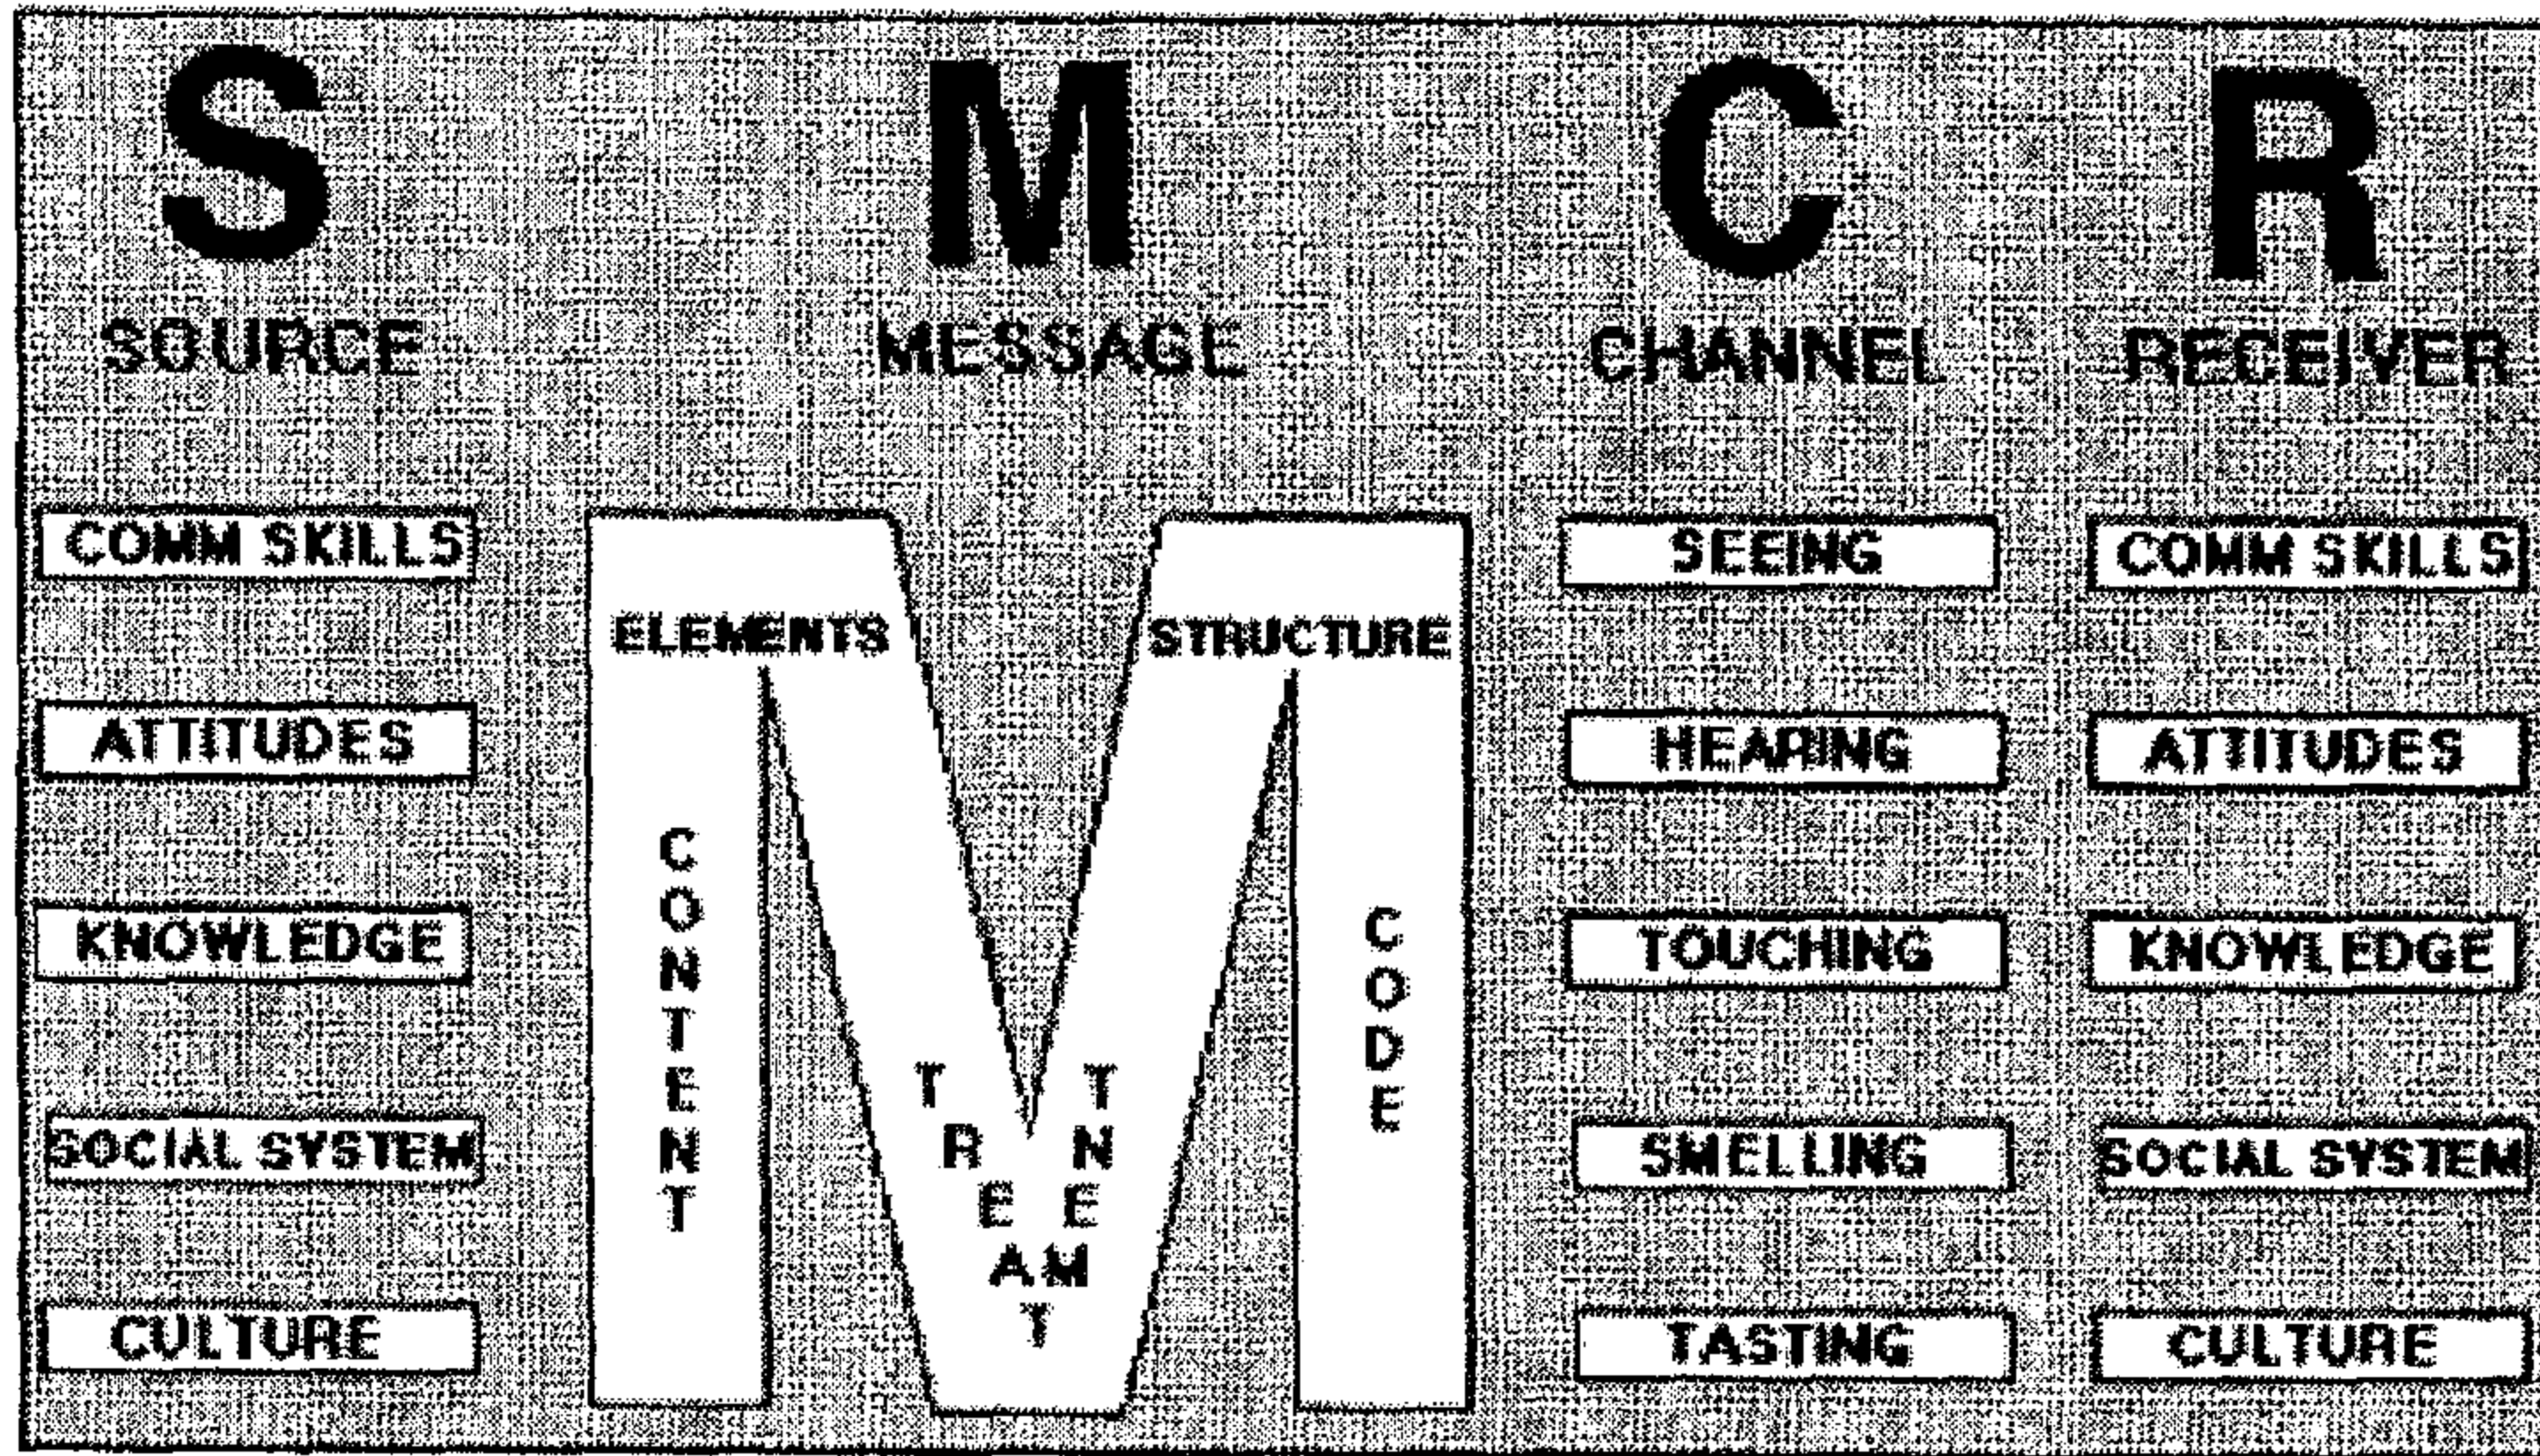 S M C R
SOURCE MESSAGE CHANNEL RECEIVER
COMM SKILLS
ATTITUDES
KNOWLEDGE
SOCIAL SYSTEM
CULTURE
ELEMENTS STRUCTURE
CONTENT
TREATMENT
CODE
SEEING
HEARING
TOUCHING
SMELLING
TASTING
COMM SKILLS
ATTITUDES
KNOWLEDGE
SOCIAL SYSTEM
CULTURE